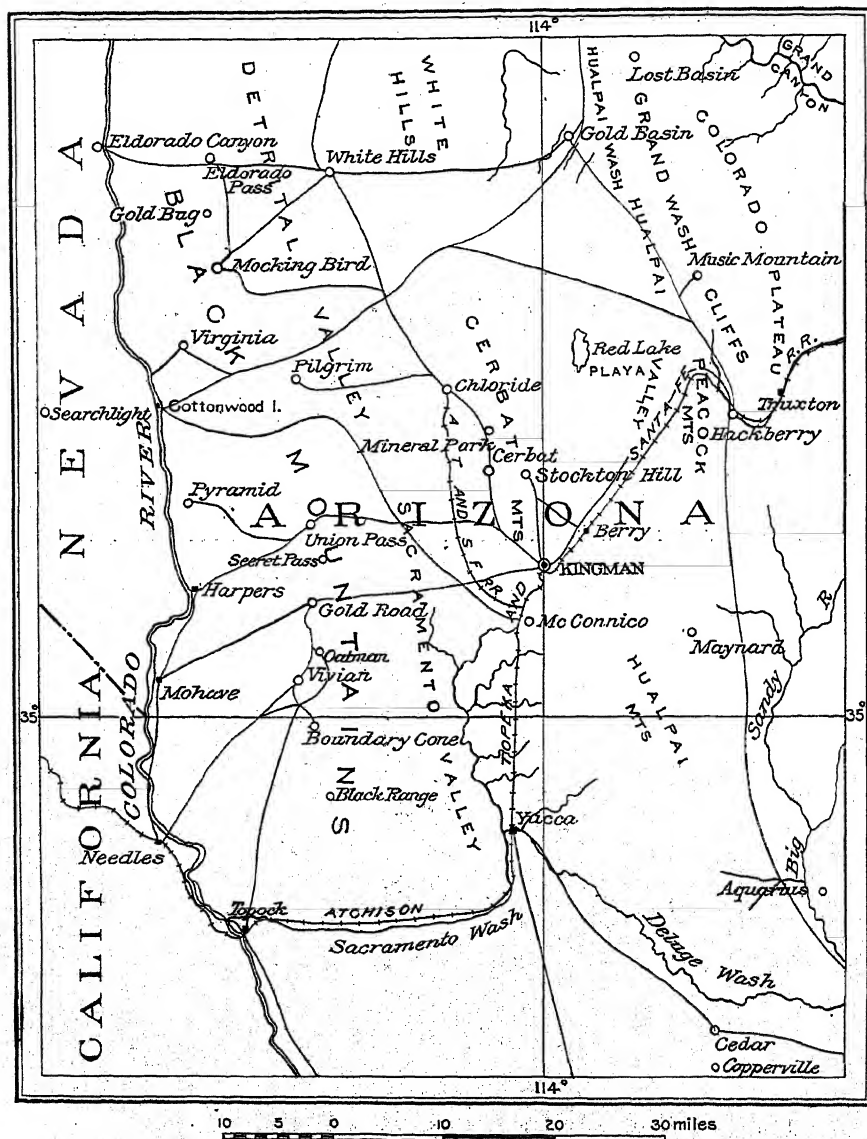 114°
GRAND
CANYON
Lost Basin
HUALPAI
WASH
GRAND WASH
CLIFFS
COLORADO
PLATEAU
WHITE
HILLS
DETRITAL
VALLEY
Eldorado Canyon
Eldorado
Pass
White Hills
Gold Basin
Gold Bug
BLACK
MOUNTAINS
Mocking Bird
HUALPAI
VALLEY
Music Mountain
NEVADA
Virginia
Pilgrim
CERBAT
MTS
Red Lake
PLAYA
PEACOCK
MTS
R.R.
Truxton
Hackberry
Searchlight
Cottonwood I.
Chloride
Mineral Park
Cerbat
Stockton Hill
SANTA FE
A T AND S F RR
RIVER
Pyramid
ARIZONA
Union Pass
Secret Pass
Berry
KINGMAN
Harpers
Gold Road
AND
Mc Connico
Maynard
Oatman
Vivian
Mohave
SACRAMENTO
VALLEY
HUALPAI
MTS
Big Sandy R.
35°
35°
COLORADO
CALIFORNIA
Boundary Cone
TOPEKA
Black Range
Yucca
Needles
Aquarius
Topock
ATCHISON
Sacramento Wash
Deluge Wash
Cedar
Copperville
114°
10 5 0 10 20 30 miles